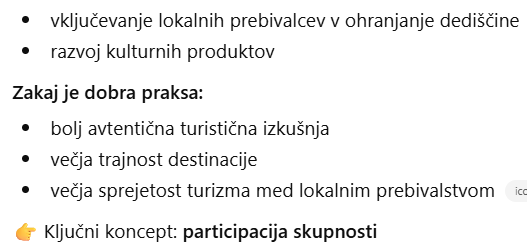 • vključevanje lokalnih prebivalcev v ohranjanje dediščine
• razvoj kulturnih produktov
Zakaj je dobra praksa:
• bolj avtentična turistična izkušnja
• večja trajnost destinacije
• večja sprejetost turizma med lokalnim prebivalstvom
👉 Ključni koncept: participacija skupnosti